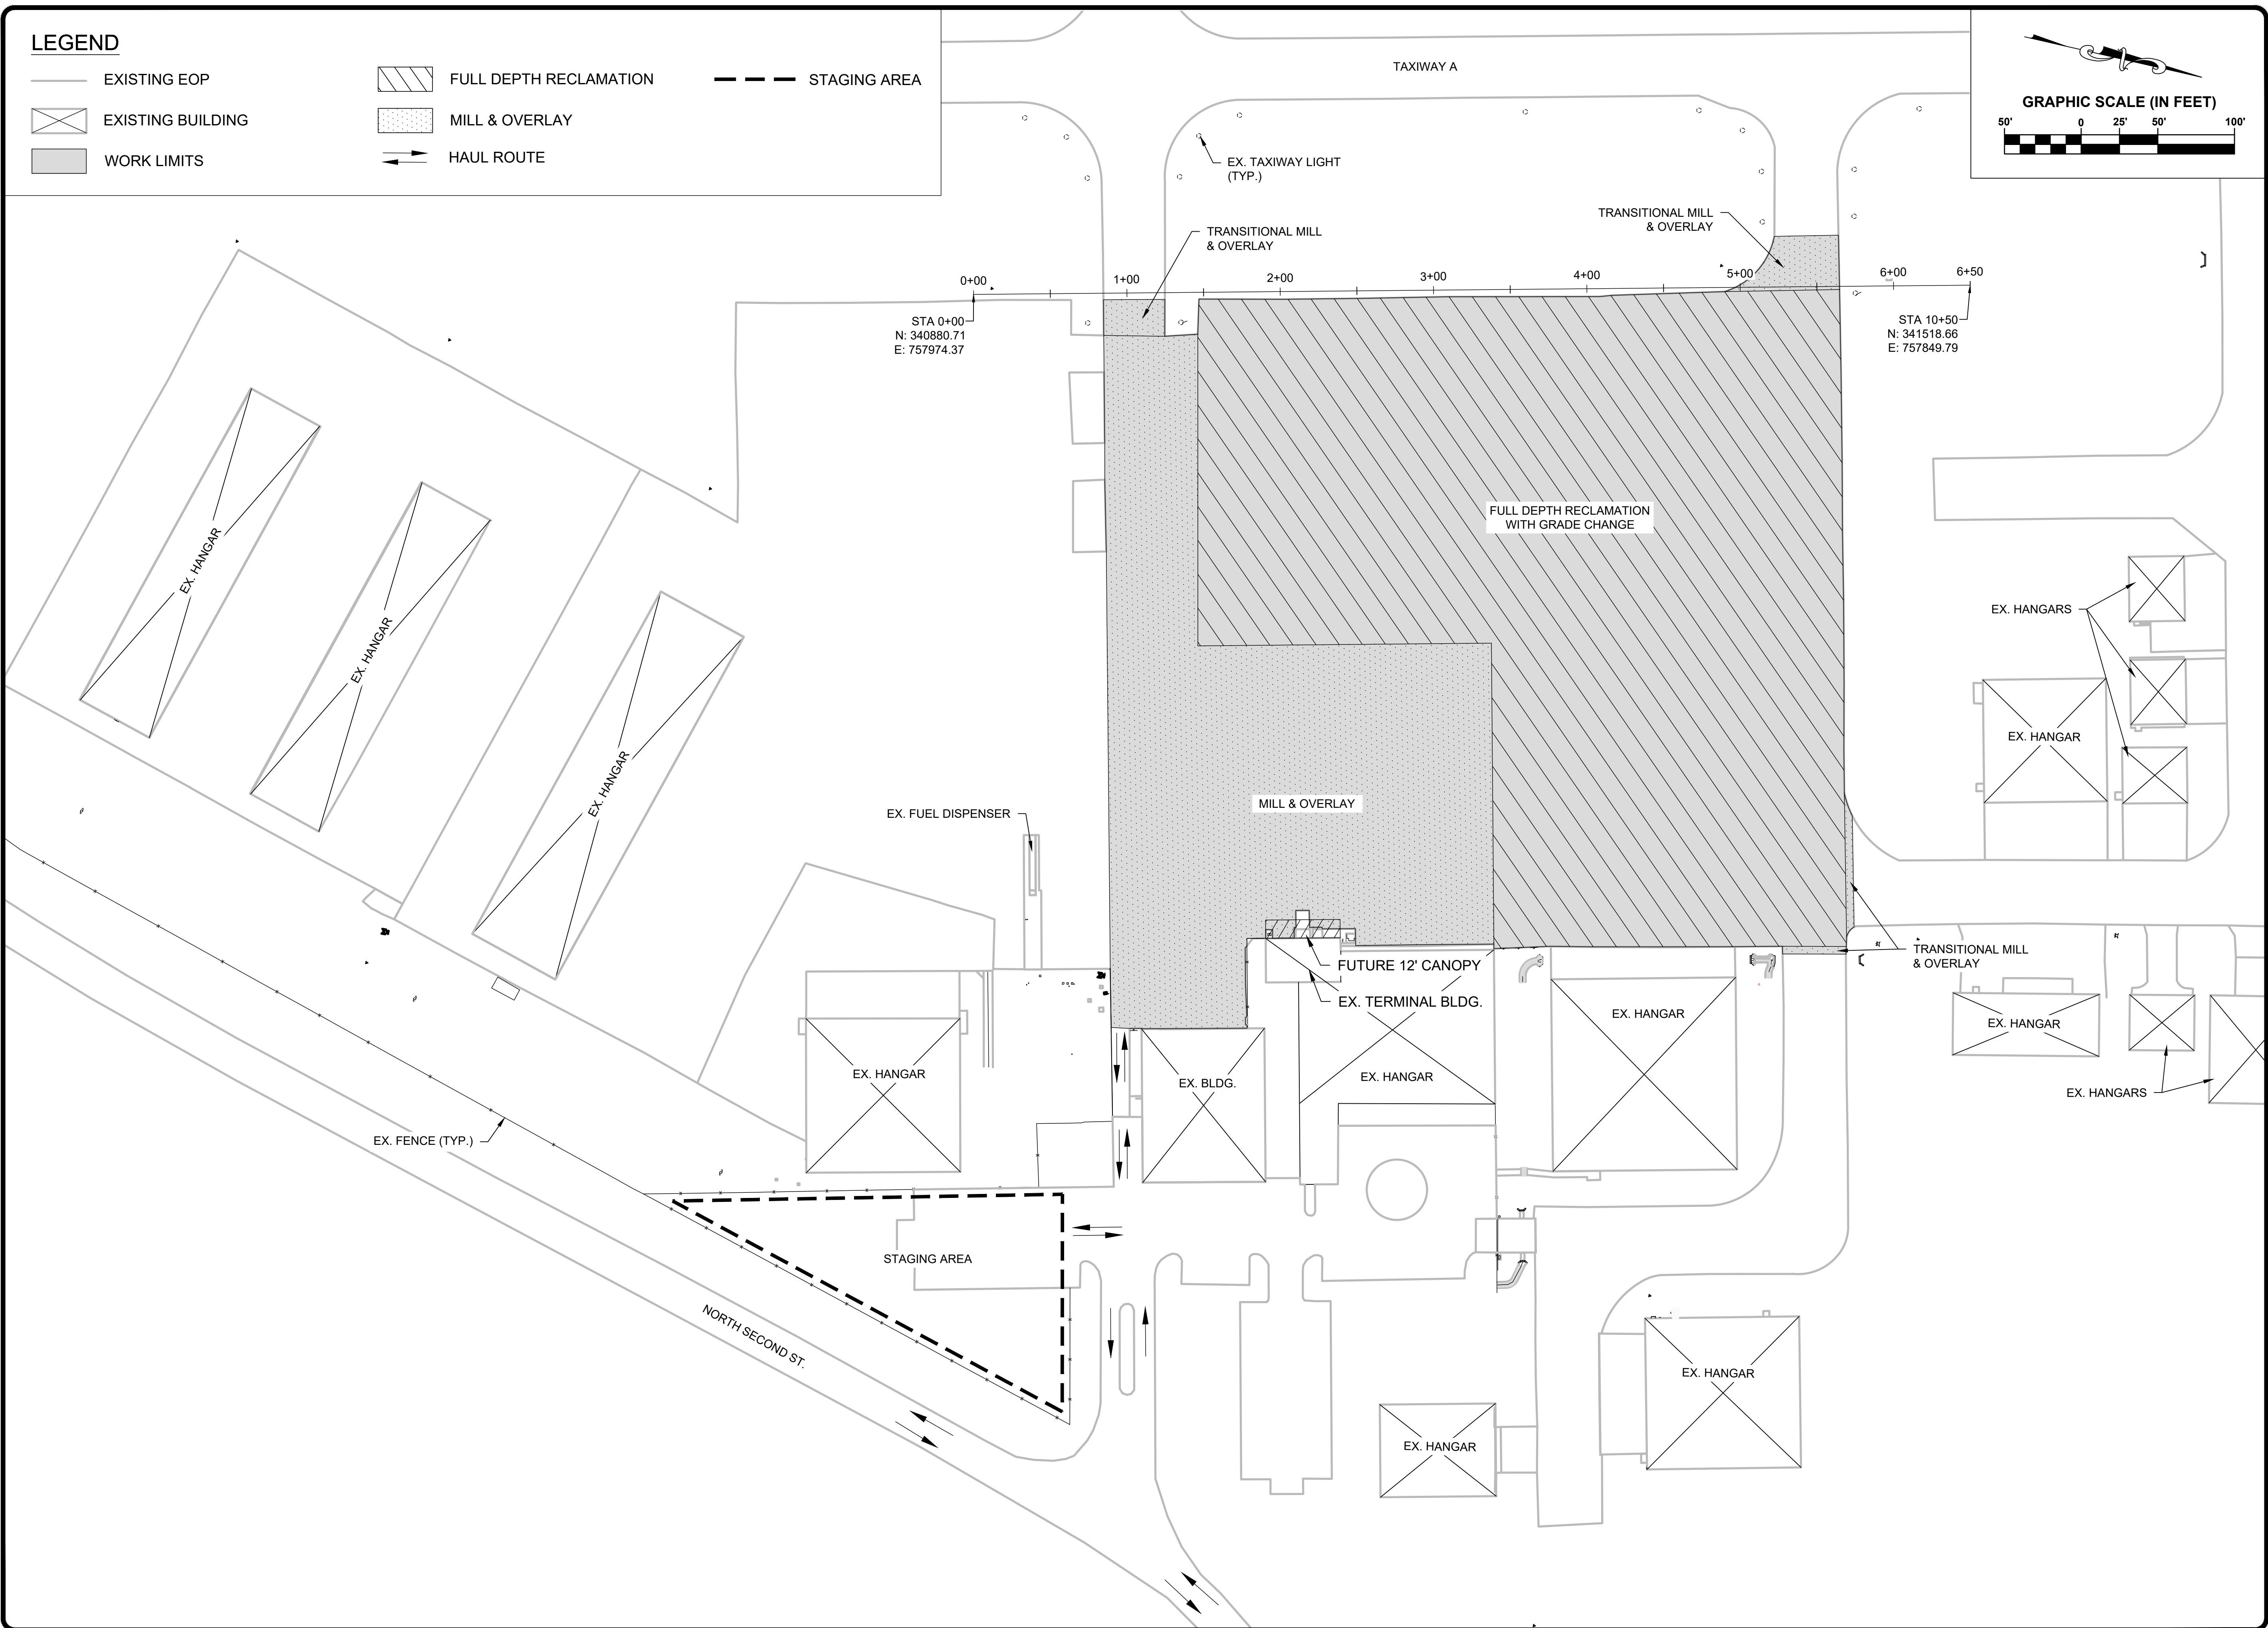 LEGEND
EXISTING EOP
EXISTING BUILDING
WORK LIMITS
FULL DEPTH RECLAMATION
MILL & OVERLAY
HAUL ROUTE
STAGING AREA
TAXIWAY A
GRAPHIC SCALE (IN FEET)
50' 0 25' 50' 100'
EX. TAXIWAY LIGHT
(TYP.)
TRANSITIONAL MILL
& OVERLAY
TRANSITIONAL MILL
& OVERLAY
0+00 1+00 2+00 3+00 4+00 5+00 6+00 6+50
STA 0+00
N: 340880.71
E: 757974.37
STA 10+50
N: 341518.66
E: 757849.79
FULL DEPTH RECLAMATION
WITH GRADE CHANGE
EX. HANGAR
EX. HANGAR
EX. HANGAR
EX. HANGARS
EX. HANGAR
MILL & OVERLAY
EX. FUEL DISPENSER
FUTURE 12' CANOPY
EX. TERMINAL BLDG.
TRANSITIONAL MILL
& OVERLAY
EX. HANGAR
EX. HANGAR
EX. HANGAR
EX. BLDG.
EX. HANGAR
EX. HANGARS
EX. FENCE (TYP.)
STAGING AREA
NORTH SECOND ST.
EX. HANGAR
EX. HANGAR